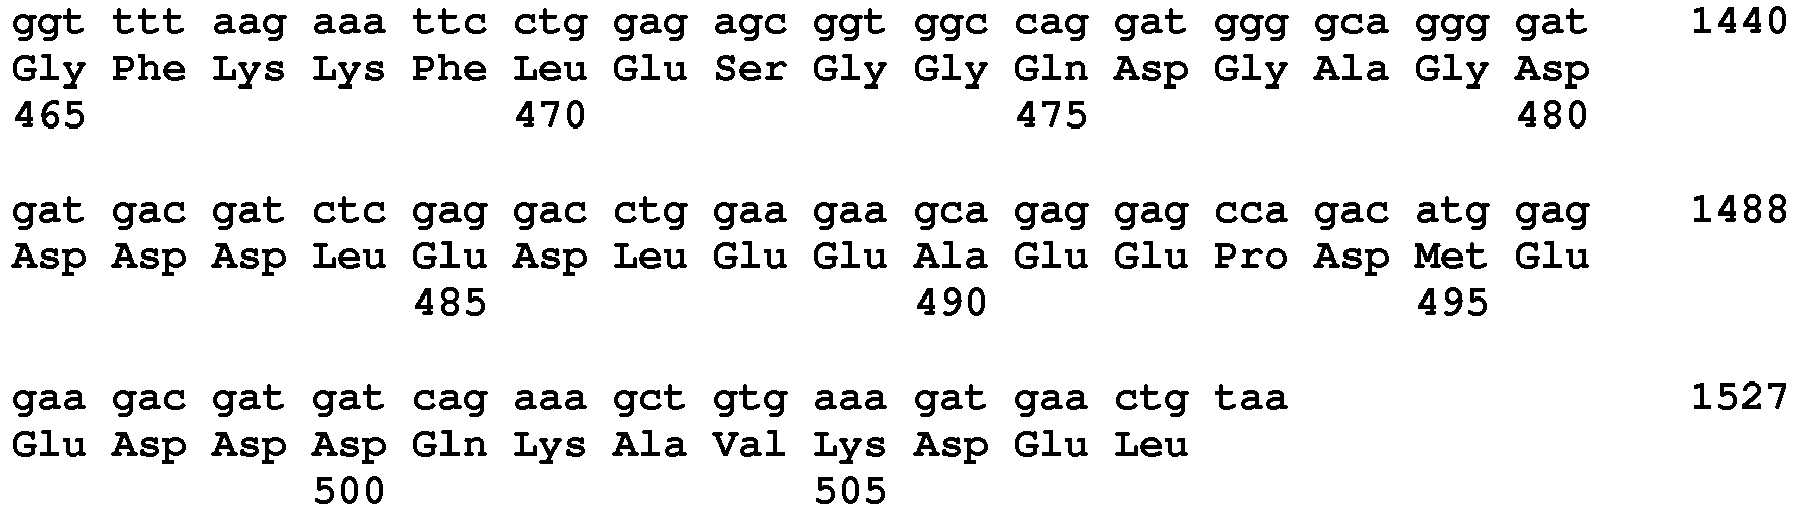 ggt ttt aag aaa ttc ctg gag agc ggt ggc cag gat ggg gca ggg gat 1440
Gly Phe Lys Lys Phe Leu Glu Ser Gly Gly Gln Asp Gly Ala Gly Asp
465 470 475 480
gat gac gat ctc gag gac ctg gaa gaa gca gag gag cca gac atg gag 1488
Asp Asp Asp Leu Glu Asp Leu Glu Glu Ala Glu Glu Pro Asp Met Glu
485 490 495
gaa gac gat gat cag aaa gct gtg aaa gat gaa ctg taa 1527
Glu Asp Asp Asp Gln Lys Ala Val Lys Asp Glu Leu
500 505